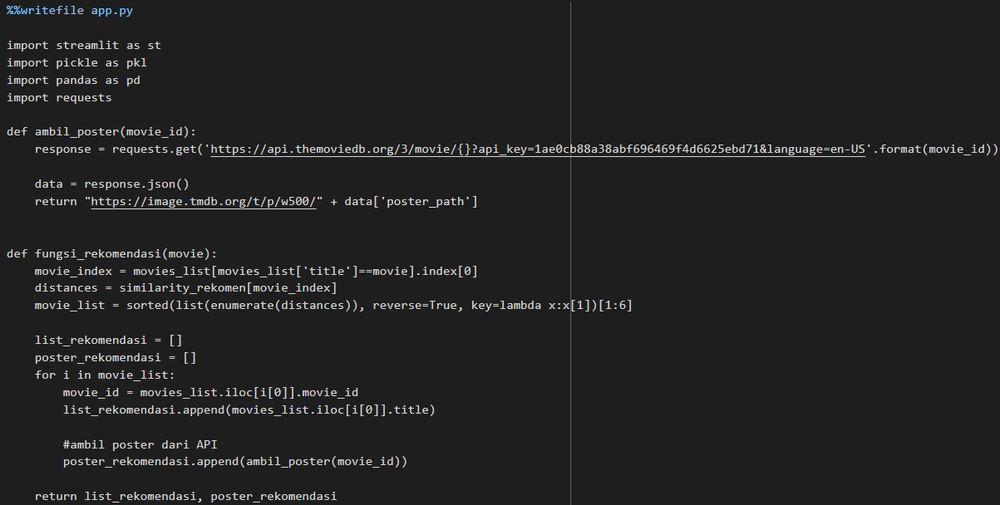 %%writefile app.py
import streamlit as st
import pickle as pkl
import pandas as pd
import requests
def ambil_poster(movie_id):
    response = requests.get('https://api.themoviedb.org/3/movie/{}?api_key=1ae0cb88a38abf696469f4d6625ebd71&language=en-US'.format(movie_id))
    data = response.json()
    return "https://image.tmdb.org/t/p/w500/" + data['poster_path']
def fungsi_rekomendasi(movie):
    movie_index = movies_list[movies_list['title']==movie].index[0]
    distances = similarity_rekomen[movie_index]
    movie_list = sorted(list(enumerate(distances)), reverse=True, key=lambda x:x[1])[1:6]
    list_rekomendasi = []
    poster_rekomendasi = []
    for i in movie_list:
        movie_id = movies_list.iloc[i[0]].movie_id
        list_rekomendasi.append(movies_list.iloc[i[0]].title)
        #ambil poster dari API
        poster_rekomendasi.append(ambil_poster(movie_id))
    return list_rekomendasi, poster_rekomendasi